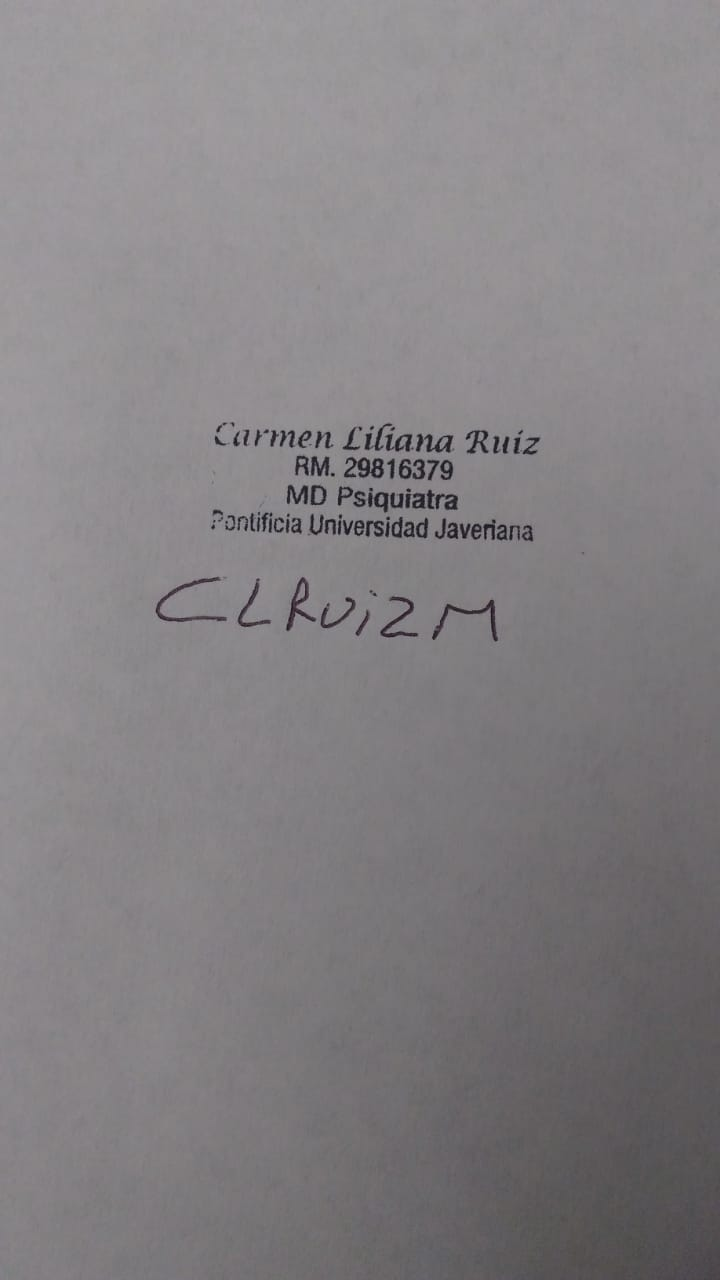 Carmen Liliana Ruiz
RM. 29816379
MD Psiquiatra
Pontificia Universidad Javeriana
CLRuizM